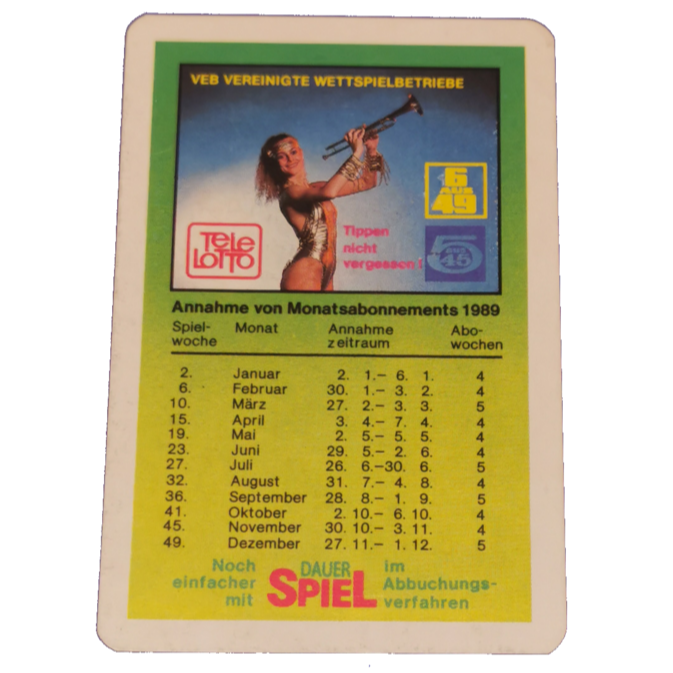 VEB VEREINIGTE WETTSPIELBETRIEBE
6
AUS
49
TELE
LOTTO
Tippen
nicht
vergessen!
5
AUS
45
Annahme von Monatsabonnements 1989
Spiel- Monat Annahme Abo-
woche zeitraum wochen
2. Januar 2. 1.– 6. 1. 4
6. Februar 30. 1.– 3. 2. 4
10. März 27. 2.– 3. 3. 5
15. April 3. 4.– 7. 4. 4
19. Mai 2. 5.– 5. 5. 4
23. Juni 29. 5.– 2. 6. 4
27. Juli 26. 6.–30. 6. 5
32. August 31. 7.– 4. 8. 4
36. September 28. 8.– 1. 9. 5
41. Oktober 2. 10.– 6. 10. 4
45. November 30. 10.– 3. 11. 4
49. Dezember 27. 11.– 1. 12. 5
Noch DAUER im
einfacher SPIEL Abbuchungs-
mit verfahren